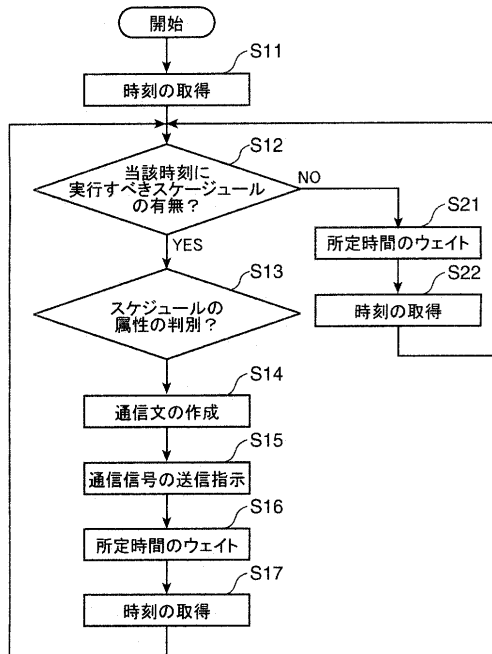 開始
S11
時刻の取得
S12
当該時刻に
実行すべきスケージュール
の有無?
NO
YES
S21
所定時間のウェイト
S22
時刻の取得
S13
スケジュールの
属性の判別?
S14
通信文の作成
S15
通信信号の送信指示
S16
所定時間のウェイト
S17
時刻の取得